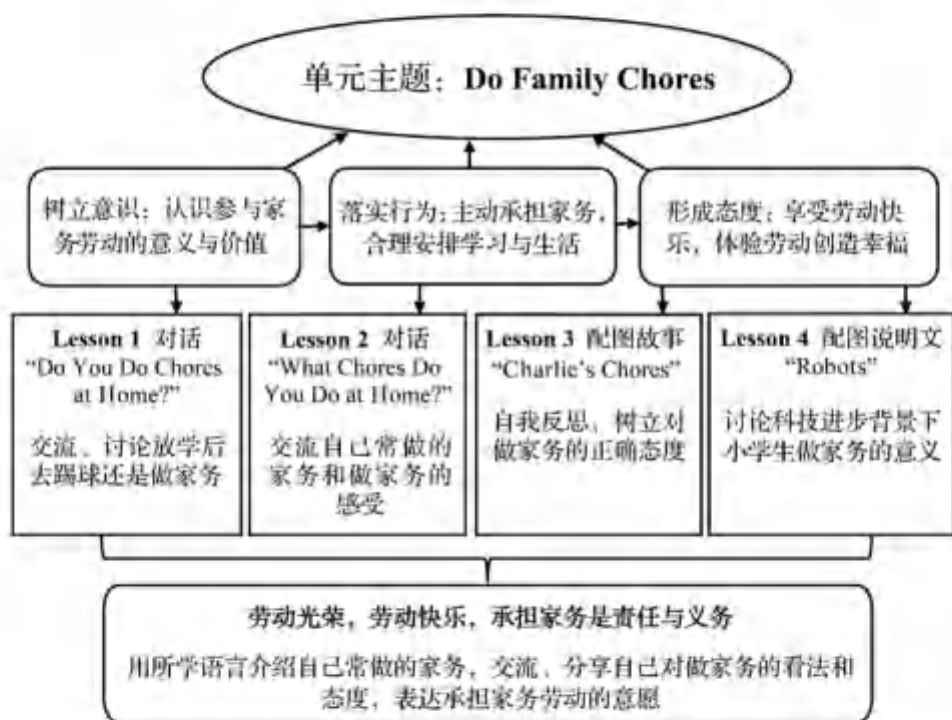 单元主题：Do Family Chores
树立意识：认识参与家
务劳动的意义与价值
落实行为：主动承担家务，
合理安排学习与生活
形成态度：享受劳动快
乐，体验劳动创造幸福
Lesson 1 对话
“Do You Do Chores
at Home?”
交流、讨论放学后
去踢球还是做家务
Lesson 2 对话
“What Chores Do
You Do at Home?”
交流自己常做的
家务和做家务的
感受
Lesson 3 配图故事
“Charlie’s Chores”
自我反思，树立对
做家务的正确态度
Lesson 4 配图说明文
“Robots”
讨论科技进步背景下
小学生做家务的意义
劳动光荣，劳动快乐，承担家务是责任与义务
用所学语言介绍自己常做的家务，交流、分享自己对做家务的看法和
态度，表达承担家务劳动的意愿